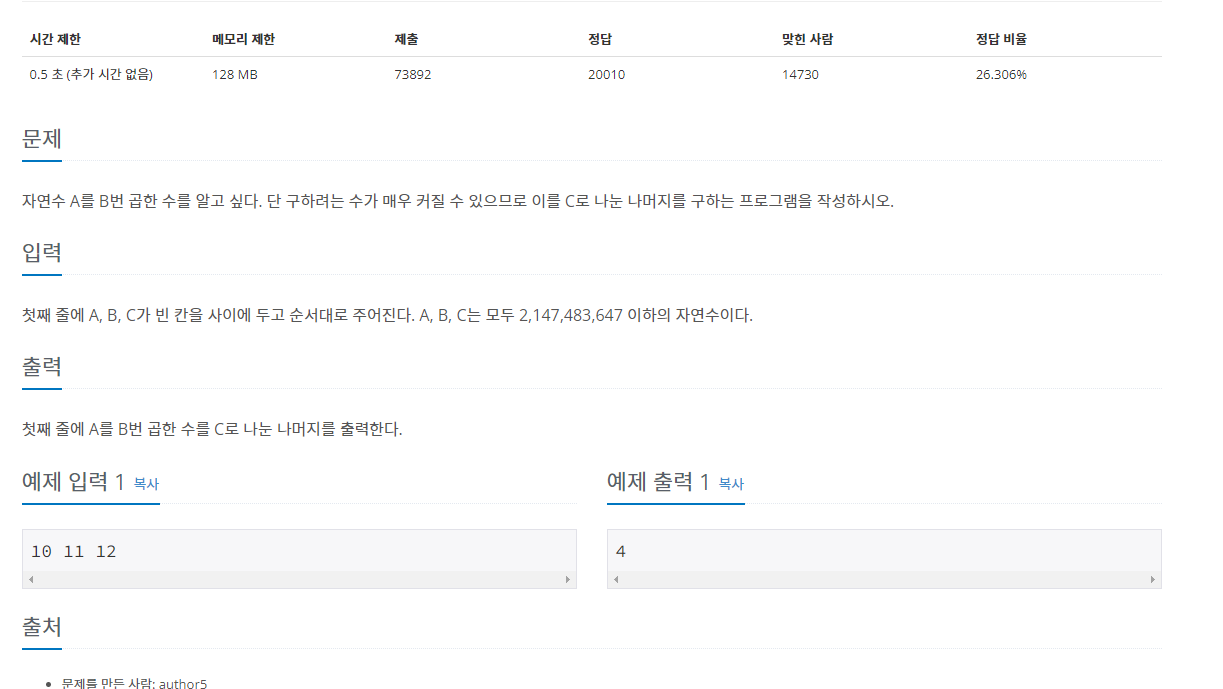 시간 제한 메모리 제한 제출 정답 맞힌 사람 정답 비율
0.5 초 (추가 시간 없음) 128 MB 73892 20010 14730 26.306%
문제
자연수 A를 B번 곱한 수를 알고 싶다. 단 구하려는 수가 매우 커질 수 있으므로 이를 C로 나눈 나머지를 구하는 프로그램을 작성하시오.
입력
첫째 줄에 A, B, C가 빈 칸을 사이에 두고 순서대로 주어진다. A, B, C는 모두 2,147,483,647 이하의 자연수이다.
출력
첫째 줄에 A를 B번 곱한 수를 C로 나눈 나머지를 출력한다.
예제 입력 1 복사 예제 출력 1 복사
10 11 12 4
출처
문제를 만든 사람: author5